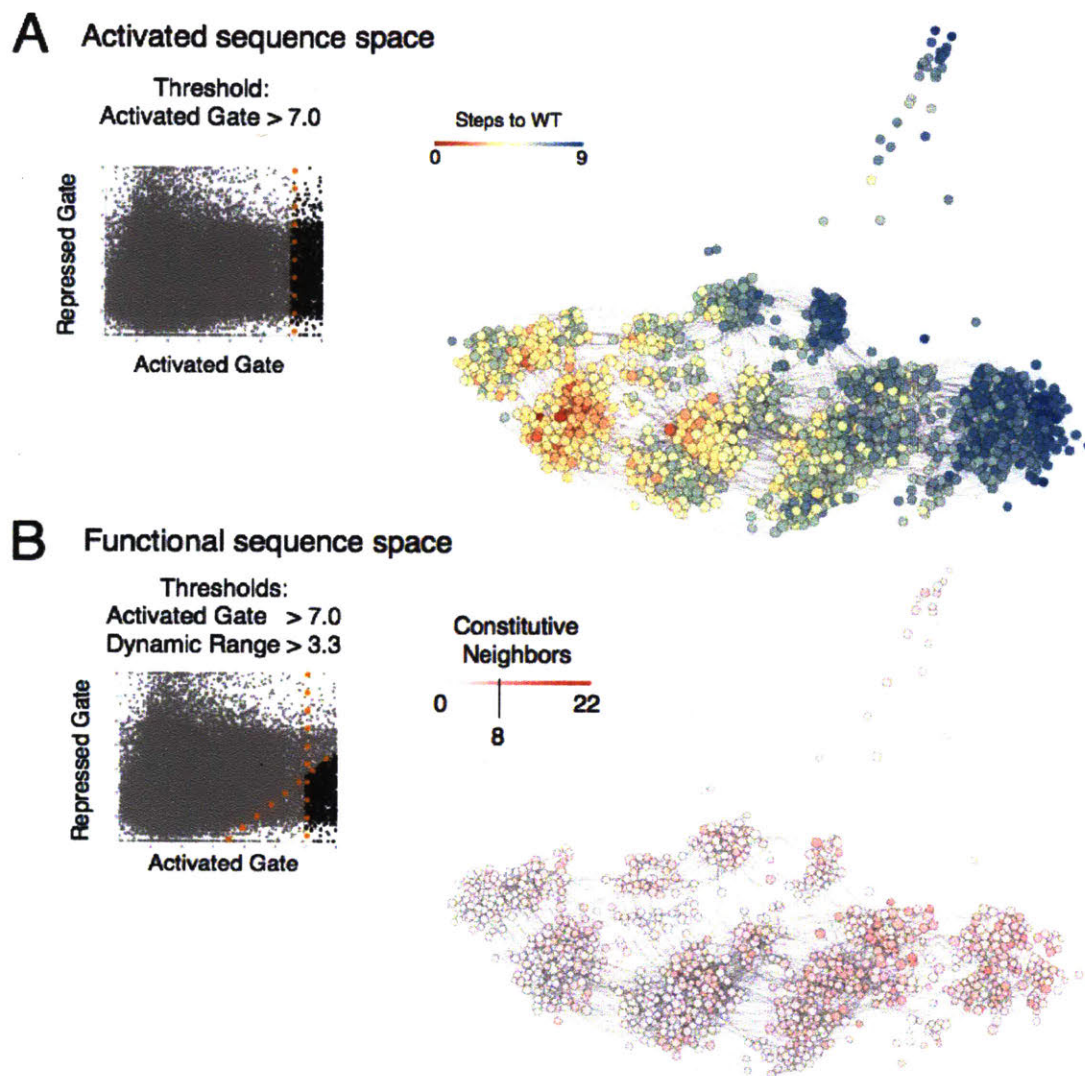 A Activated sequence space
Threshold:
Activated Gate > 7.0
Repressed Gate
Activated Gate
Steps to WT
0 9
B Functional sequence space
Thresholds:
Activated Gate > 7.0
Dynamic Range > 3.3
Repressed Gate
Activated Gate
Constitutive
Neighbors
0 22
8